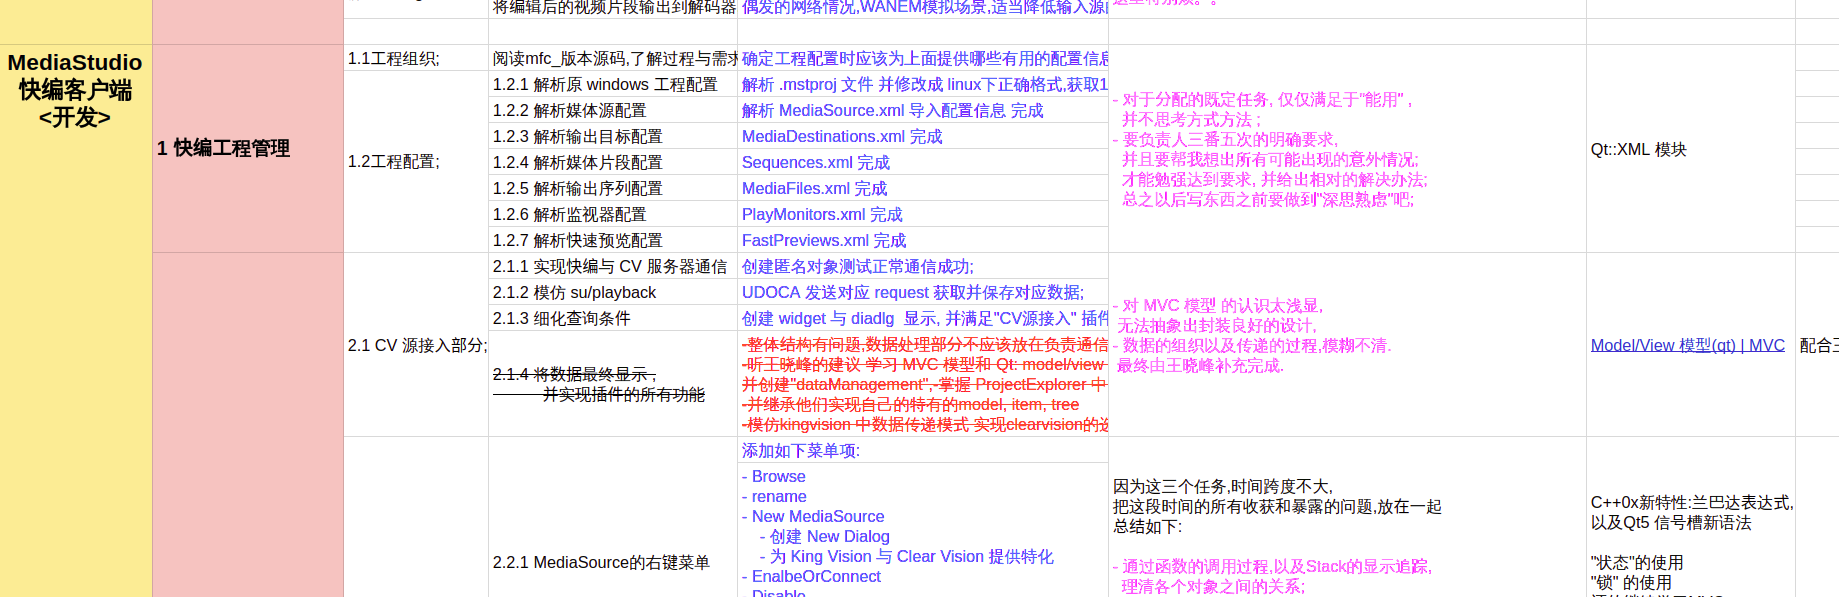 将编辑后的视频片段输出到解码器
偶发的网络情况,WANEM模拟场景,适当降低输入源
MediaStudio
快编客户端
<开发>
1 快编工程管理
1.1工程组织;
阅读mfc_版本源码,了解过程与需求
确定工程配置时应该为上面提供哪些有用的配置信息
1.2工程配置;
1.2.1 解析原 windows 工程配置
解析 .mstproj 文件 并修改成 linux下正确格式,获取1
1.2.2 解析媒体源配置
解析 MediaSource.xml 导入配置信息 完成
1.2.3 解析输出目标配置
MediaDestinations.xml 完成
1.2.4 解析媒体片段配置
Sequences.xml 完成
1.2.5 解析输出序列配置
MediaFiles.xml 完成
1.2.6 解析监视器配置
PlayMonitors.xml 完成
1.2.7 解析快速预览配置
FastPreviews.xml 完成
- 对于分配的既定任务, 仅仅满足于"能用" ,
并不思考方式方法 ;
- 要负责人三番五次的明确要求,
并且要帮我想出所有可能出现的意外情况;
才能勉强达到要求, 并给出相对的解决办法;
总之以后写东西之前要做到"深思熟虑"吧;
Qt::XML 模块
2.1 CV 源接入部分;
2.1.1 实现快编与 CV 服务器通信
创建匿名对象测试正常通信成功;
2.1.2 模仿 su/playback
UDOCA 发送对应 request 获取并保存对应数据;
2.1.3 细化查询条件
创建 widget 与 diadlg 显示, 并满足"CV源接入" 插件
2.1.4 将数据最终显示 ;
并实现插件的所有功能
-整体结构有问题,数据处理部分不应该放在负责通信
-听王晓峰的建议 学习 MVC 模型和 Qt: model/view
并创建"dataManagement",-掌握 ProjectExplorer 中
-并继承他们实现自己的特有的model, item, tree
-模仿kingvision 中数据传递模式 实现clearvision的选
- 对 MVC 模型 的认识太浅显,
无法抽象出封装良好的设计,
- 数据的组织以及传递的过程,模糊不清.
最终由王晓峰补充完成.
Model/View 模型(qt) | MVC
配合王
2.2.1 MediaSource的右键菜单
添加如下菜单项:
- Browse
- rename
- New MediaSource
- 创建 New Dialog
- 为 King Vision 与 Clear Vision 提供特化
- EnalbeOrConnect
- Disable
因为这三个任务,时间跨度不大,
把这段时间的所有收获和暴露的问题,放在一起
总结如下:
- 通过函数的调用过程,以及Stack的显示追踪,
理清各个对象之间的关系;
C++0x新特性:兰巴达表达式,
以及Qt5 信号槽新语法
"状态"的使用
"锁" 的使用